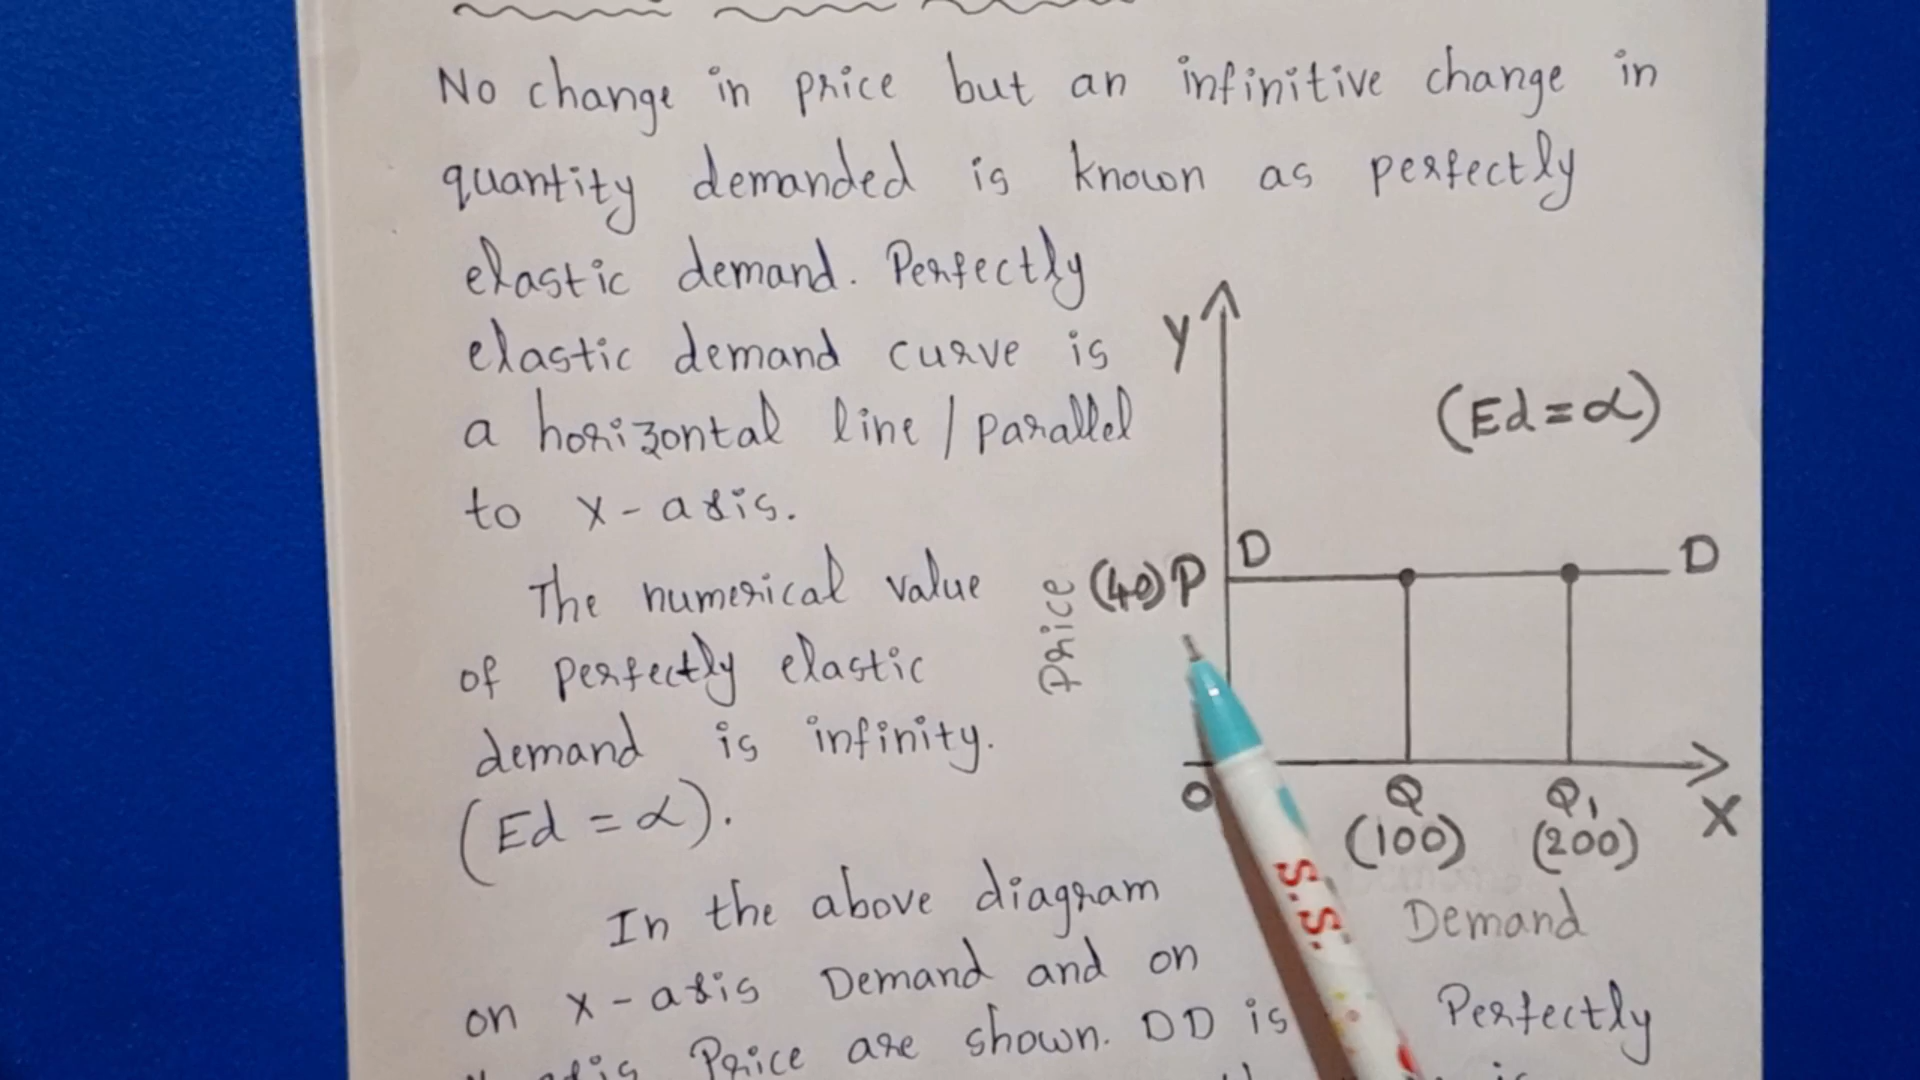 No change in price but an infinitive change in
quantity demanded is known as perfectly
elastic demand. Perfectly
elastic demand curve is
a horizontal line / parallel
to x-axis.
The numerical value
of perfectly elastic
demand is infinity.
(Ed = α).
In the above diagram
on x-axis Demand and on
Price are shown. DD is Perfectly
Y
(Ed=α)
D D
(40) P
Price
O Q Q₁ X
(100) (200)
Demand
S.S.